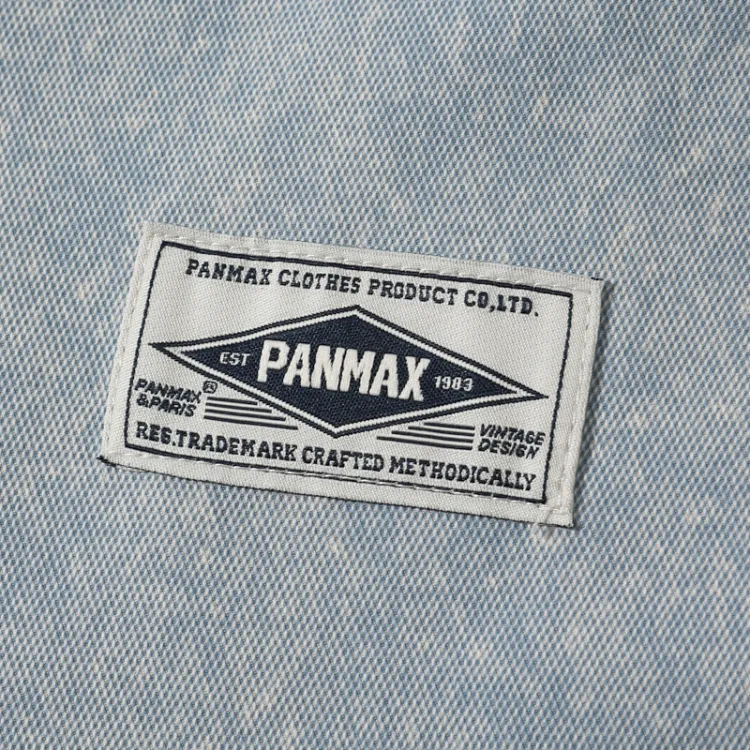 PANMAX CLOTHES PRODUCT CO,LTD.
EST PANMAX 1983
PANMAX ®
&PARIS
VINTAGE
DESIGN
REG.TRADEMARK CRAFTED METHODICALLY